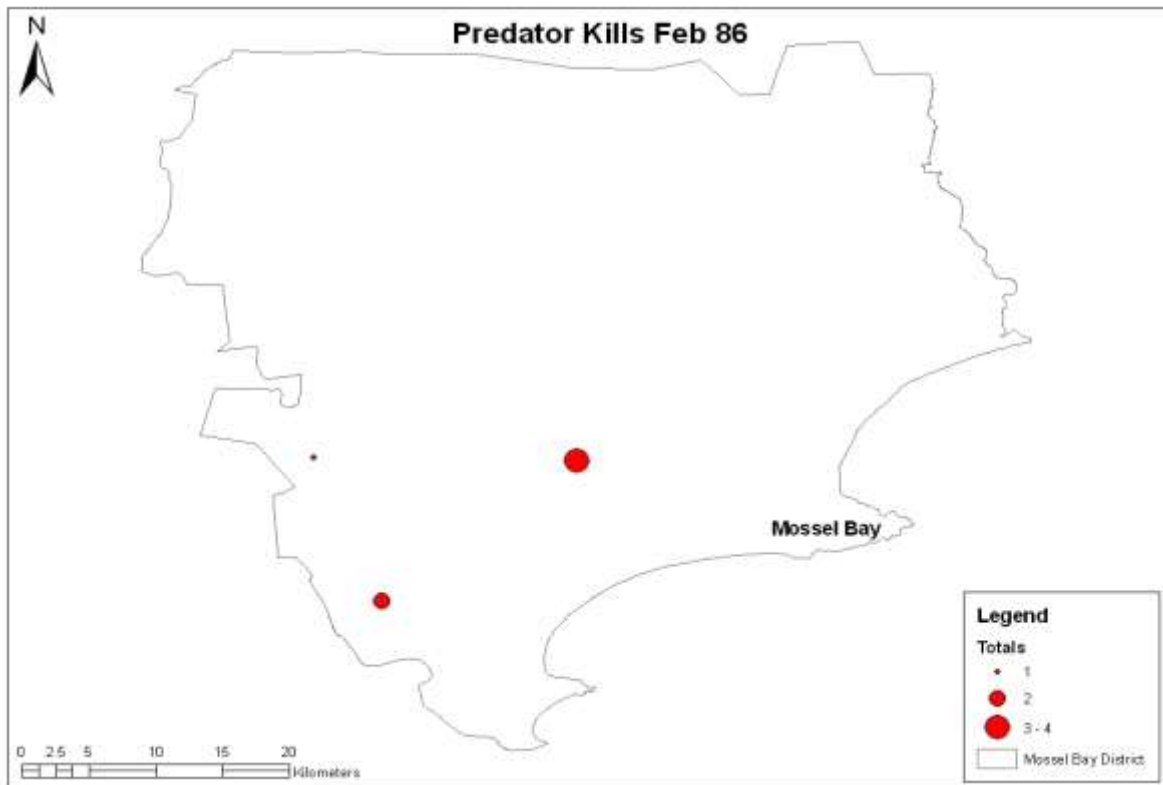 N
Predator Kills Feb 86
Mossel Bay
Legend
Totals
1
2
3 - 4
Mossel Bay District
0 2.5 5 10 15 20
Kilometers